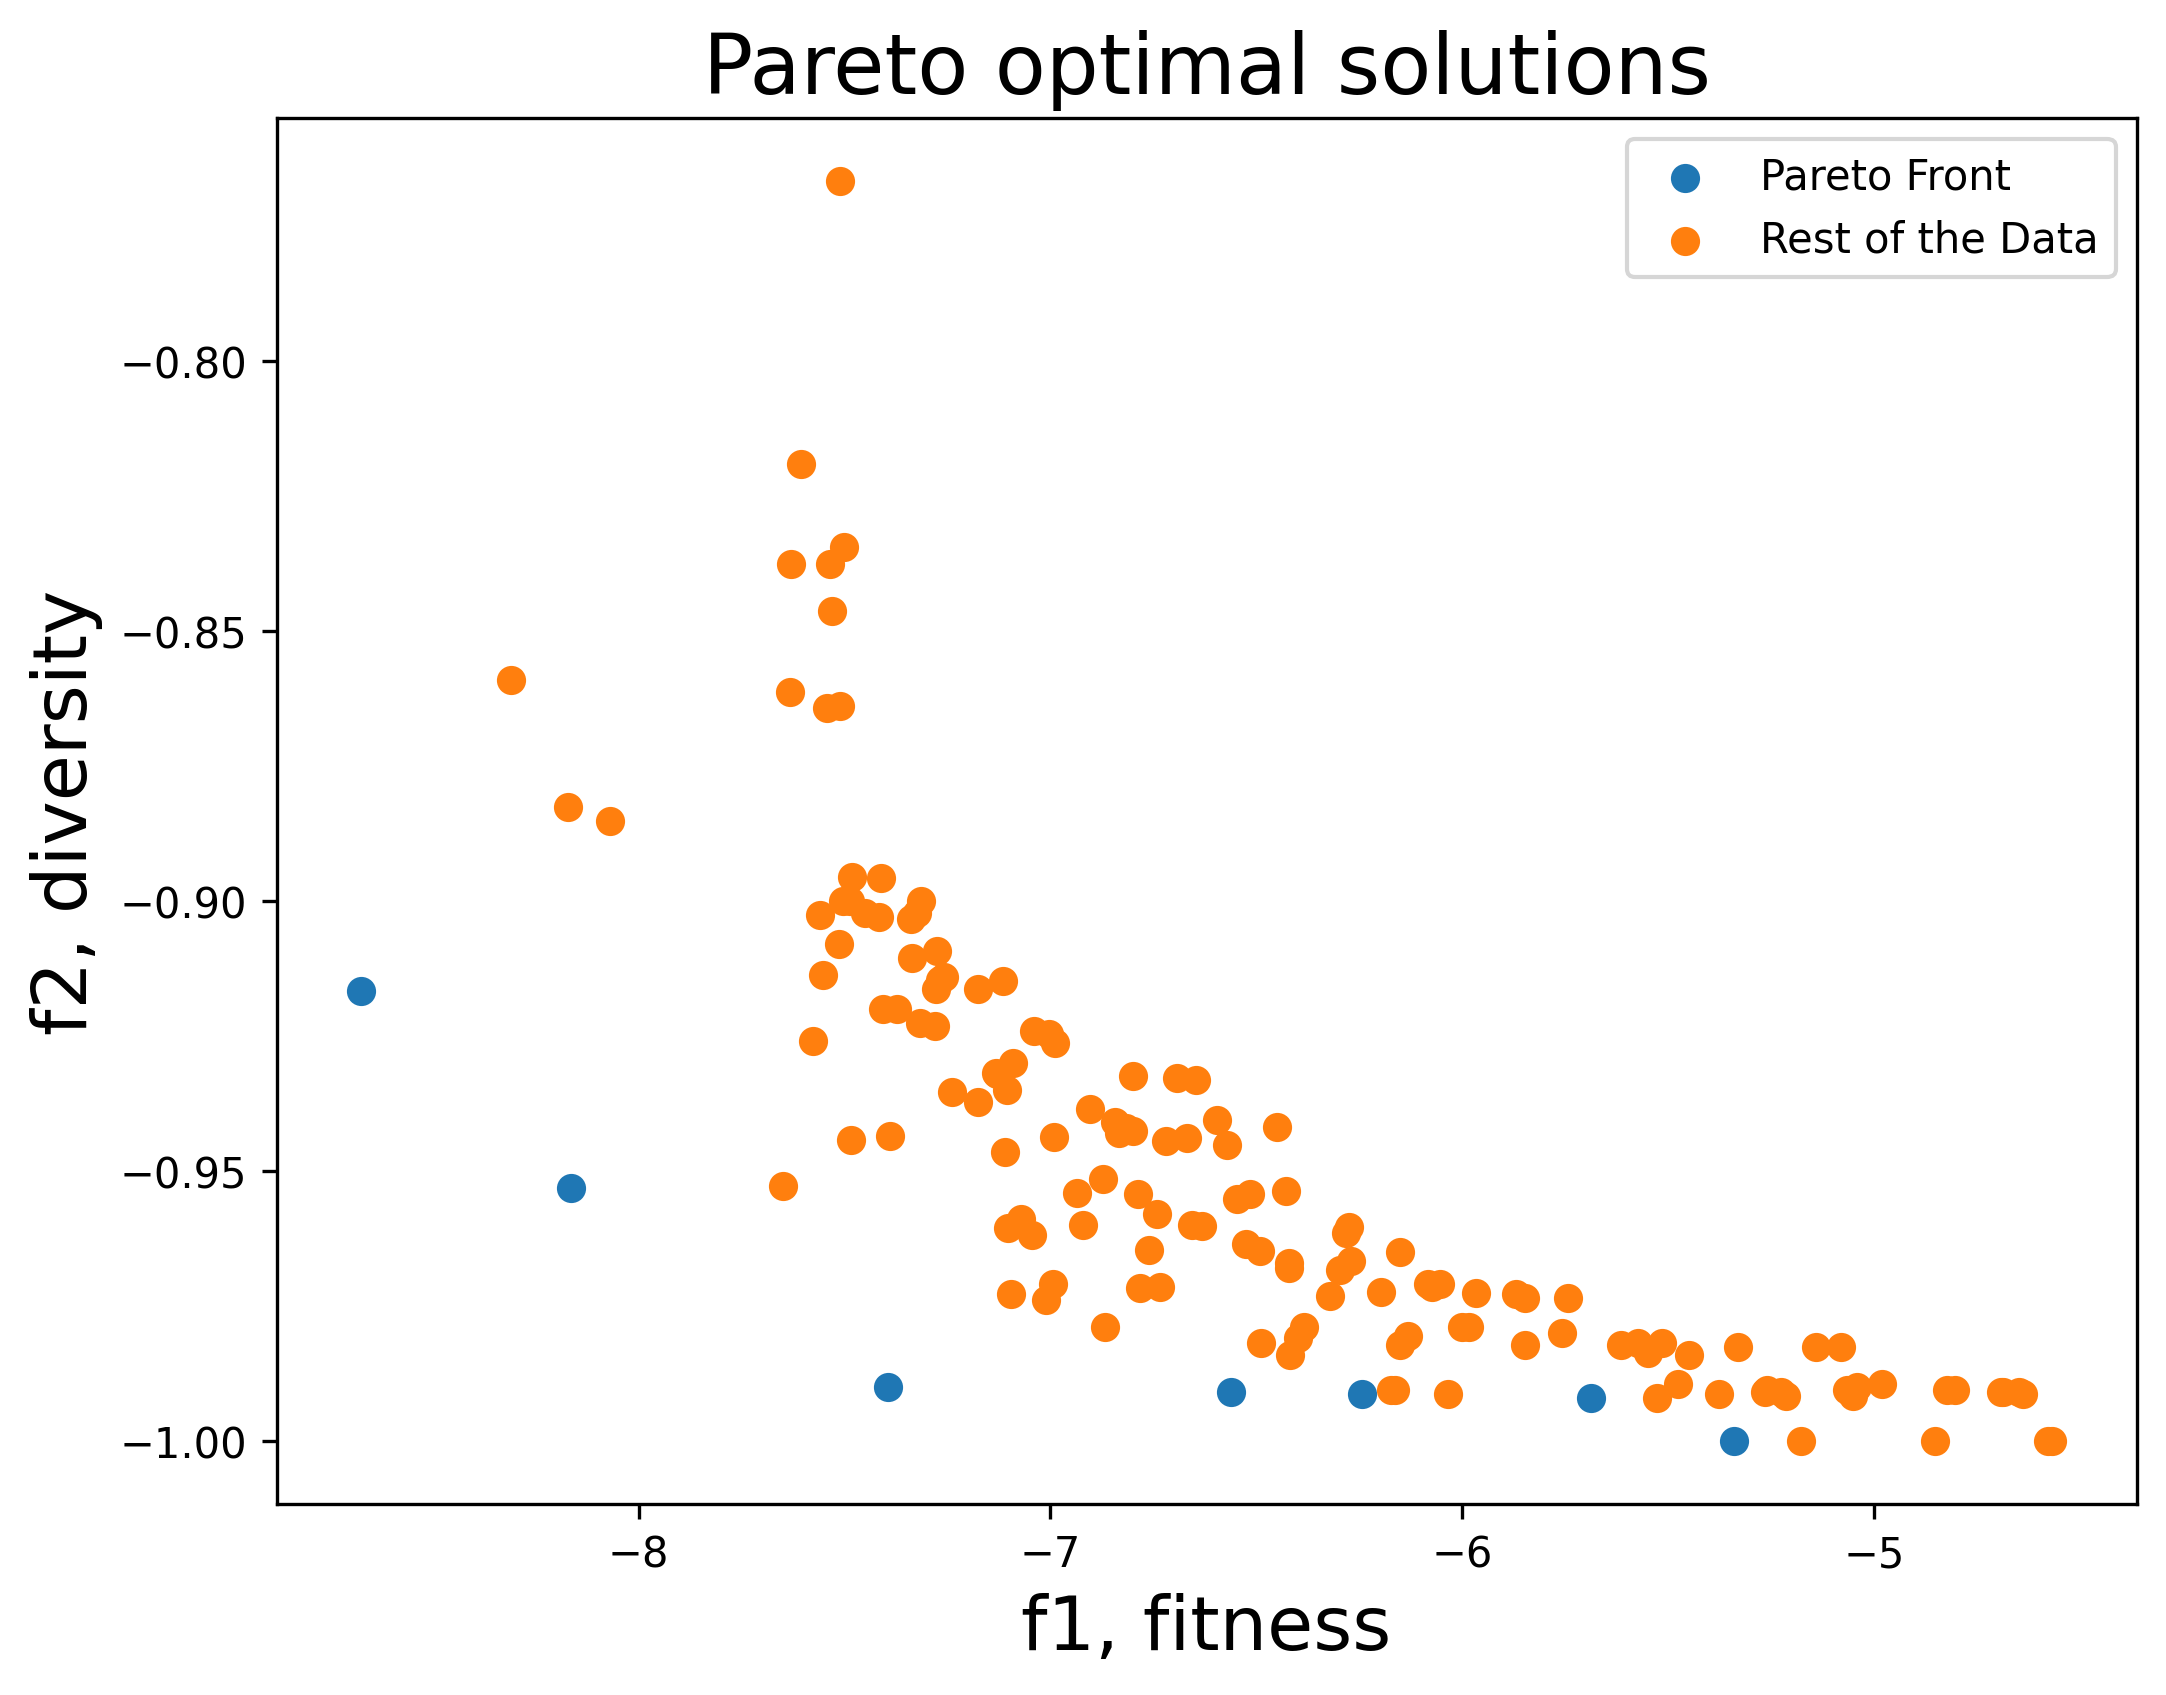 Pareto optimal solutions
Pareto Front
Rest of the Data
f2, diversity
−0.80
−0.85
−0.90
−0.95
−1.00
−8
−7
−6
−5
f1, fitness